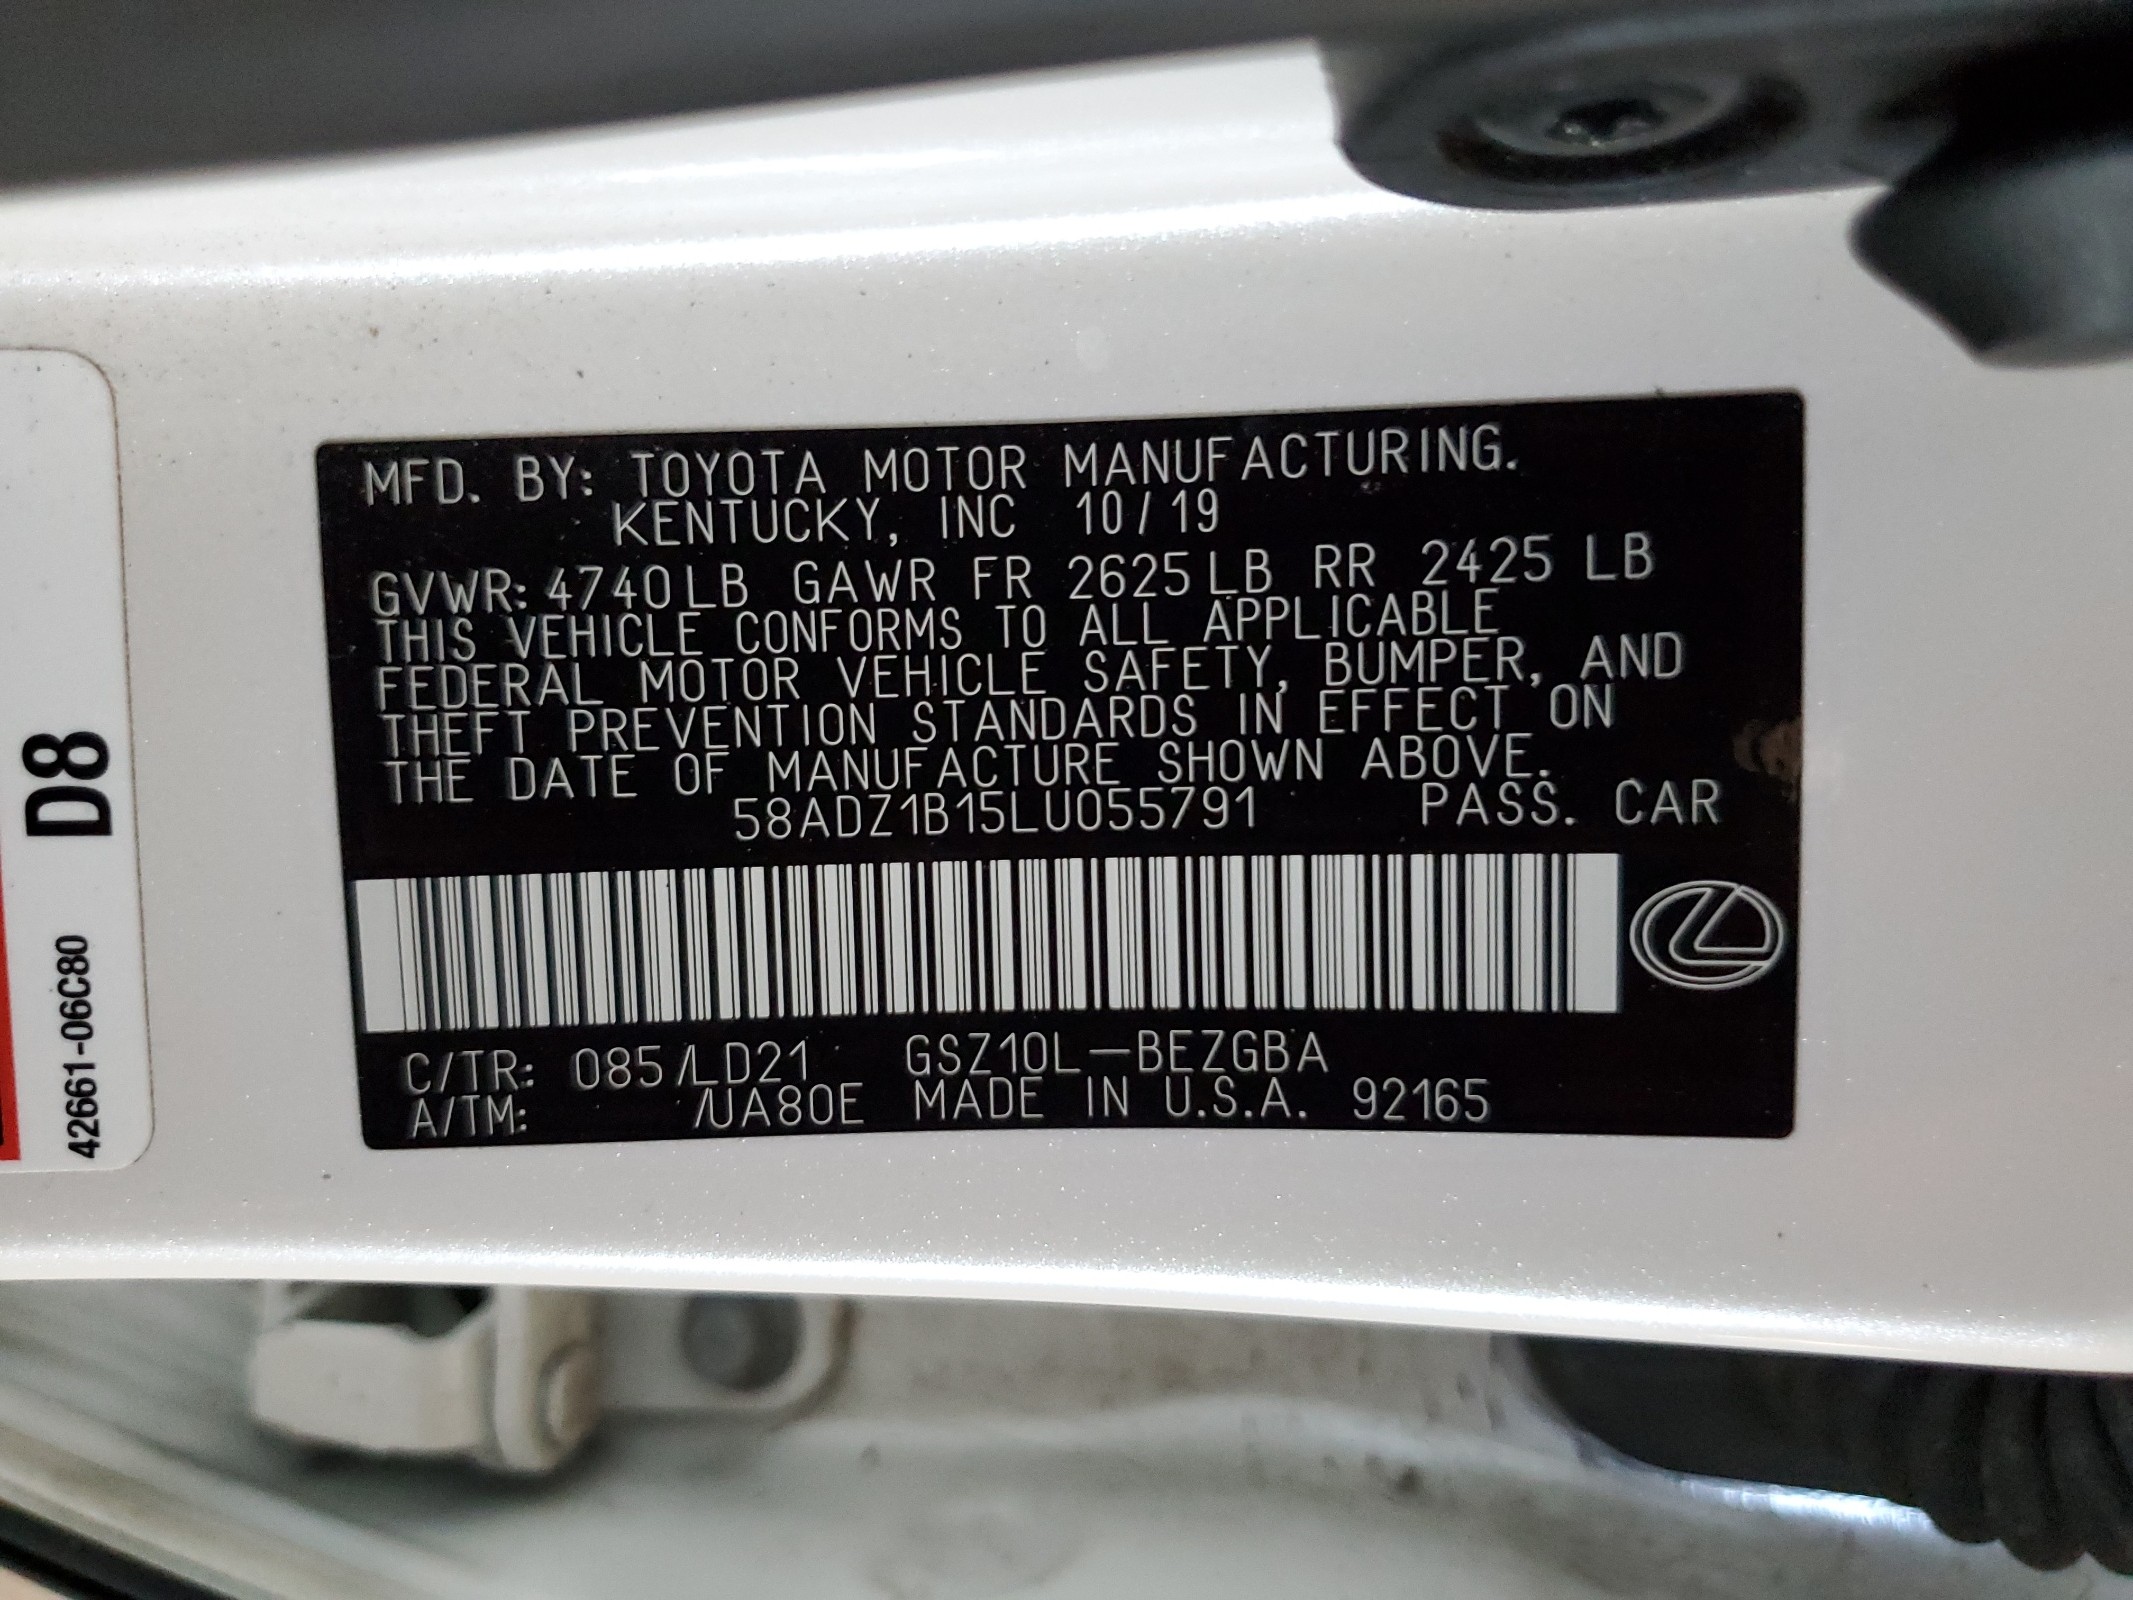 MFD. BY: TOYOTA MOTOR MANUFACTURING.
KENTUCKY, INC 10/19
GVWR: 4740LB GAWR FR 2625LB RR 2425 LB
THIS VEHICLE CONFORMS TO ALL APPLICABLE
FEDERAL MOTOR VEHICLE SAFETY, BUMPER, AND
THEFT PREVENTION STANDARDS IN EFFECT ON
THE DATE OF MANUFACTURE SHOWN ABOVE.
58ADZ1B15LU055791 PASS. CAR
C/TR: 085/LD21 GSZ10L-BEZGBA
A/TM: /UA80E MADE IN U.S.A. 92165
D8
42661-06C80